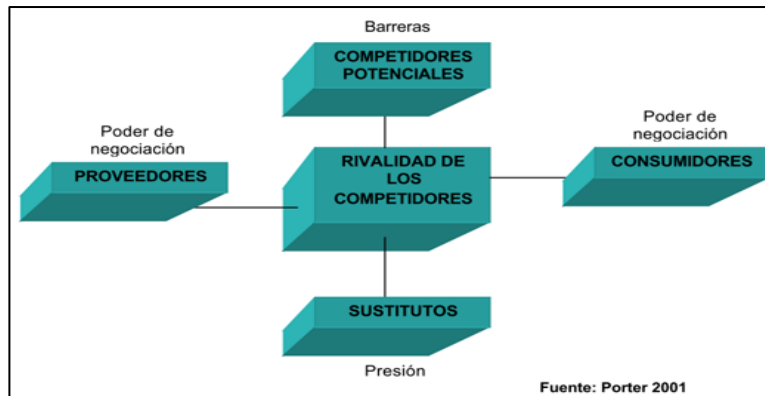 Barreras
COMPETIDORES
POTENCIALES
Poder de
negociación
PROVEEDORES
RIVALIDAD DE
LOS
COMPETIDORES
Poder de
negociación
CONSUMIDORES
SUSTITUTOS
Presión
Fuente: Porter 2001